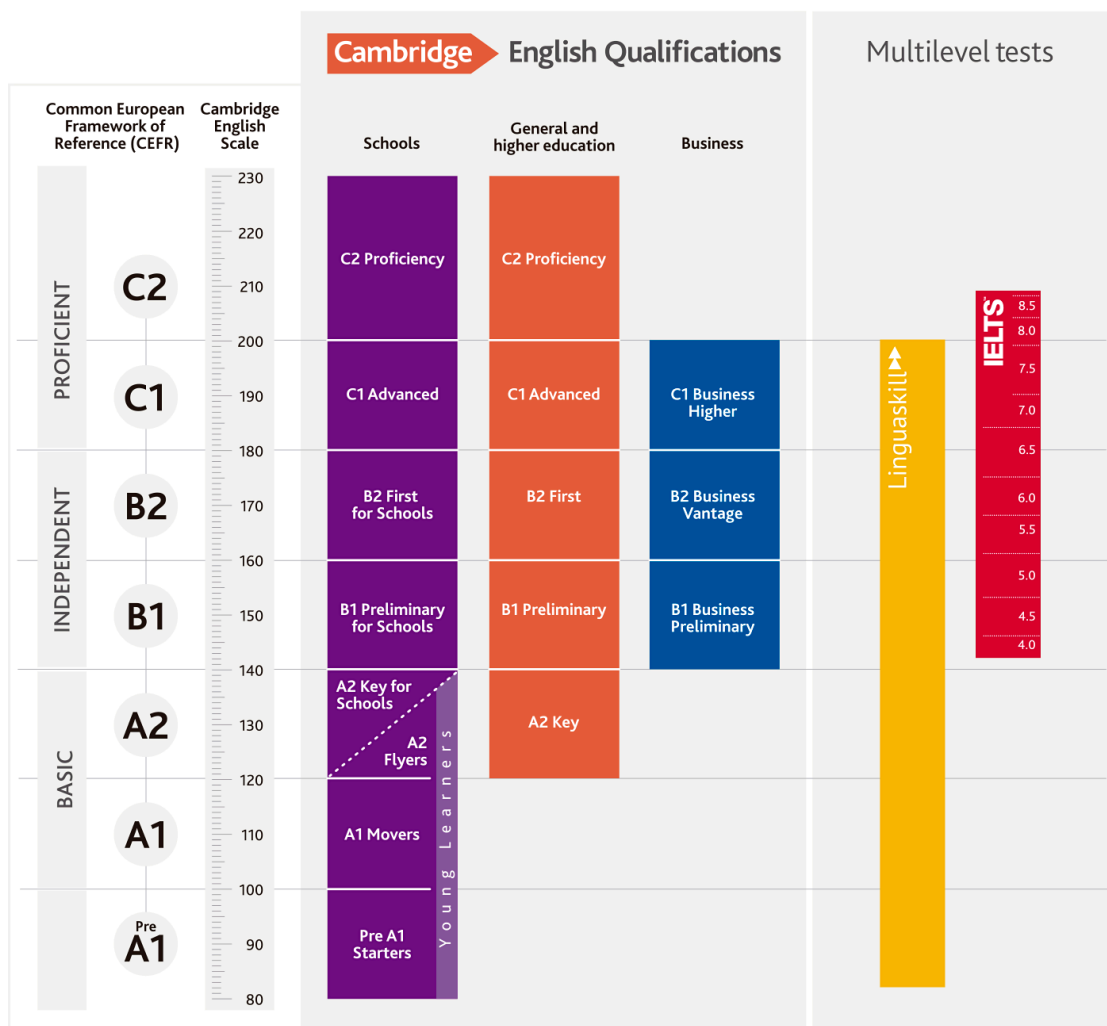 Cambridge English Qualifications
Multilevel tests
Common European
Framework of
Reference (CEFR)
Cambridge
English
Scale
Schools
General and
higher education
Business
PROFICIENT
INDEPENDENT
BASIC
C2
C1
B2
B1
A2
A1
Pre
A1
230
220
210
200
190
180
170
160
150
140
130
120
110
100
90
80
C2 Proficiency
C1 Advanced
B2 First
for Schools
B1 Preliminary
for Schools
A2 Key for
Schools
A2
Flyers
A1 Movers
Pre A1
Starters
Young Learners
C2 Proficiency
C1 Advanced
B2 First
B1 Preliminary
A2 Key
C1 Business
Higher
B2 Business
Vantage
B1 Business
Preliminary
Linguaskill
IELTS™
8.5
8.0
7.5
7.0
6.5
6.0
5.5
5.0
4.5
4.0